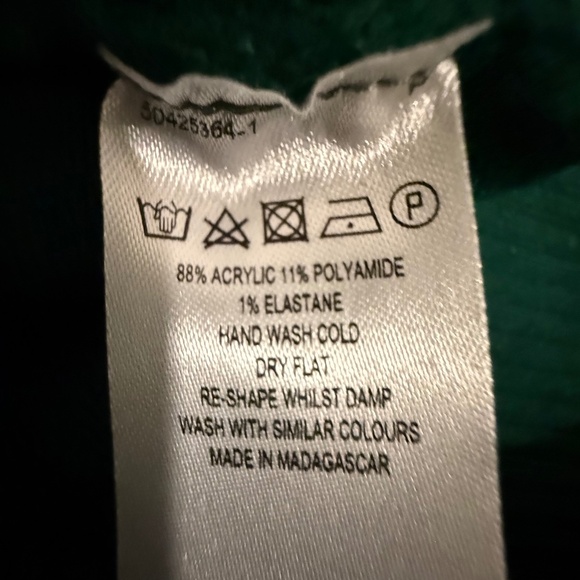 50425364-1
P
88% ACRYLIC 11% POLYAMIDE
1% ELASTANE
HAND WASH COLD
DRY FLAT
RE-SHAPE WHILST DAMP
WASH WITH SIMILAR COLOURS
MADE IN MADAGASCAR